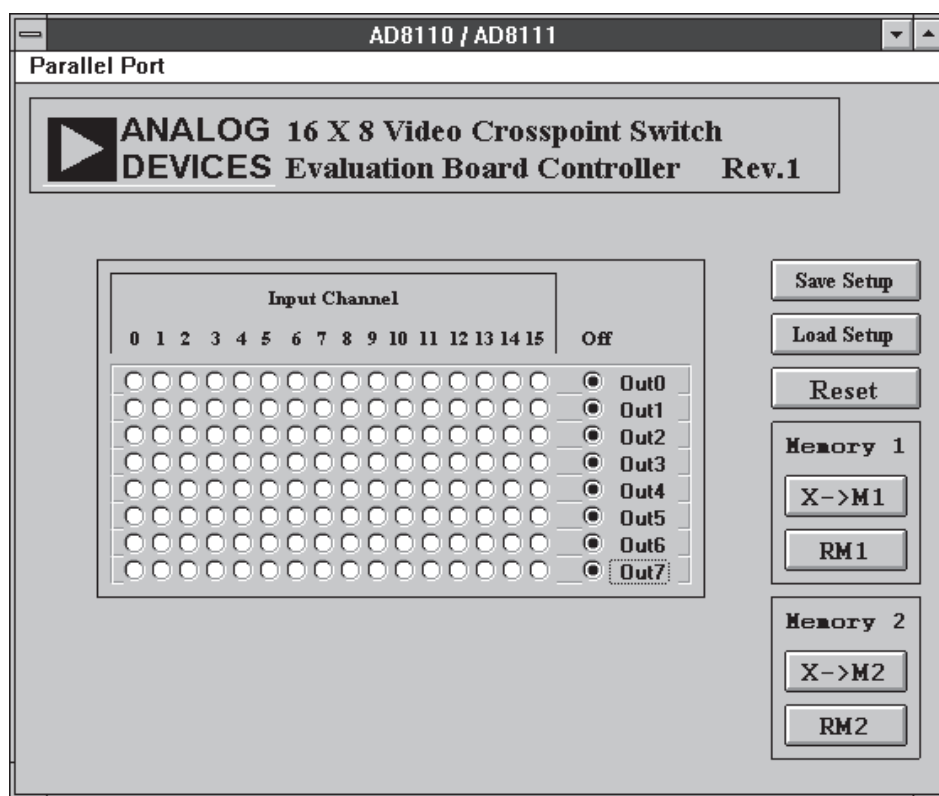 AD8110 / AD8111
Parallel Port
ANALOG DEVICES
16 X 8 Video Crosspoint Switch
Evaluation Board Controller Rev.1
Input Channel
0 1 2 3 4 5 6 7 8 9 10 11 12 13 14 15 Off
Out0
Out1
Out2
Out3
Out4
Out5
Out6
Out7
Save Setup
Load Setup
Reset
Memory 1
X->M1
RM1
Memory 2
X->M2
RM2